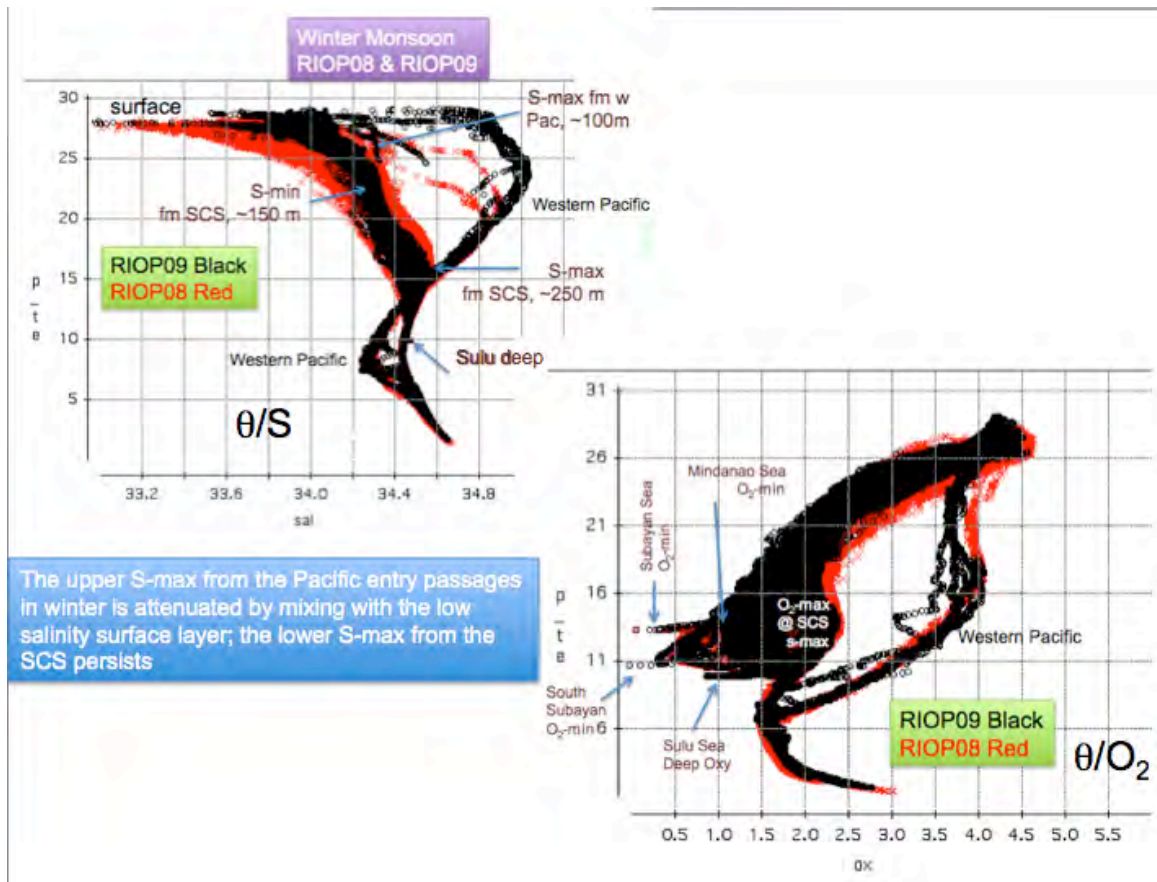 Winter Monsoon
RIOP08 & RIOP09
30
25
20
15
10
5
p_te
surface
S-max fm w
Pac, ~100m
S-min
fm SCS, ~150 m
Western Pacific
RIOP09 Black
RIOP08 Red
S-max
fm SCS, ~250 m
Western Pacific
Sulu deep
θ/S
33.2
33.6
34.0
34.4
34.8
sal
The upper S-max from the Pacific entry passages
in winter is attenuated by mixing with the low
salinity surface layer; the lower S-max from the
SCS persists
31
26
21
16
11
6
p_te
Mindanao Sea
O₂-min
Subayan Sea
O₂-min
O₂-max
@ SCS
s-max
Western Pacific
South
Subayan
O₂-min
Sulu Sea
Deep Oxy
RIOP09 Black
RIOP08 Red
θ/O₂
0.5
1.0
1.5
2.0
2.5
3.0
3.5
4.0
4.5
5.0
5.5
ox